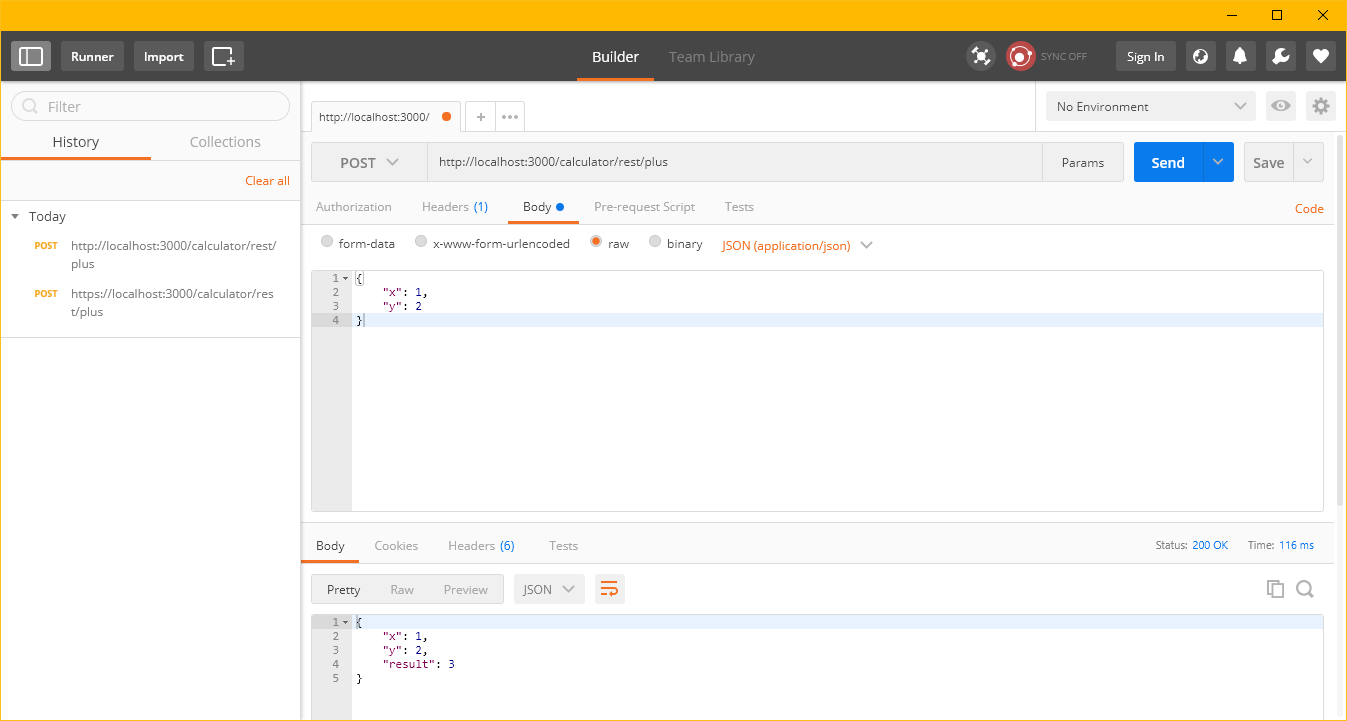 Runner
Import
Builder
Team Library
SYNC OFF
Sign In
Filter
History
Collections
Clear all
Today
POST http://localhost:3000/calculator/rest/
plus
POST https://localhost:3000/calculator/res
t/plus
http://localhost:3000/
+
•••
No Environment
POST
http://localhost:3000/calculator/rest/plus
Params
Send
Save
Authorization
Headers (1)
Body
Pre-request Script
Tests
Code
form-data
x-www-form-urlencoded
raw
binary
JSON (application/json)
1 {
2 "x": 1,
3 "y": 2
4 }
Body
Cookies
Headers (6)
Tests
Status: 200 OK
Time: 116 ms
Pretty
Raw
Preview
JSON
1 {
2 "x": 1,
3 "y": 2,
4 "result": 3
5 }